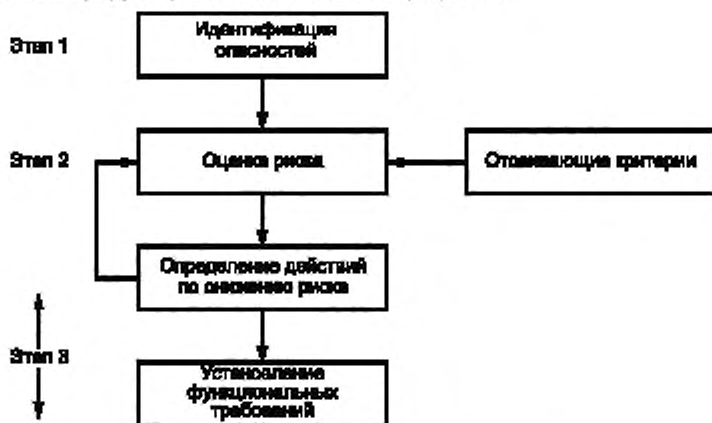 Этап 1
Идентификация
опасностей
Этап 2
Оценка риска
Отсеивающие критерии
Определение действий
по снижению риска
Этап 3
Установление
функциональных
требований